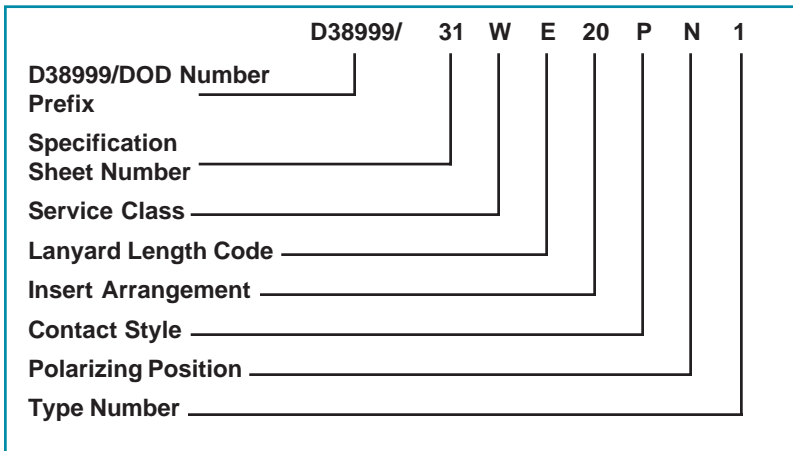 D38999/ 31 W E 20 P N 1
D38999/DOD Number
Prefix
Specification
Sheet Number
Service Class
Lanyard Length Code
Insert Arrangement
Contact Style
Polarizing Position
Type Number